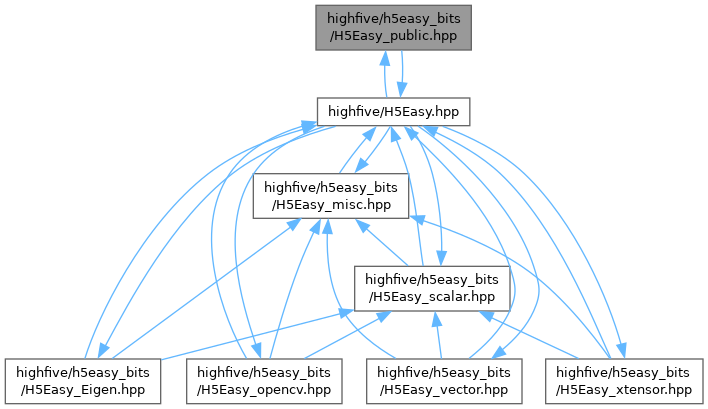 highfive/h5easy_bits
/H5Easy_public.hpp
highfive/H5Easy.hpp
highfive/h5easy_bits
/H5Easy_misc.hpp
highfive/h5easy_bits
/H5Easy_scalar.hpp
highfive/h5easy_bits
/H5Easy_Eigen.hpp
highfive/h5easy_bits
/H5Easy_opencv.hpp
highfive/h5easy_bits
/H5Easy_vector.hpp
highfive/h5easy_bits
/H5Easy_xtensor.hpp